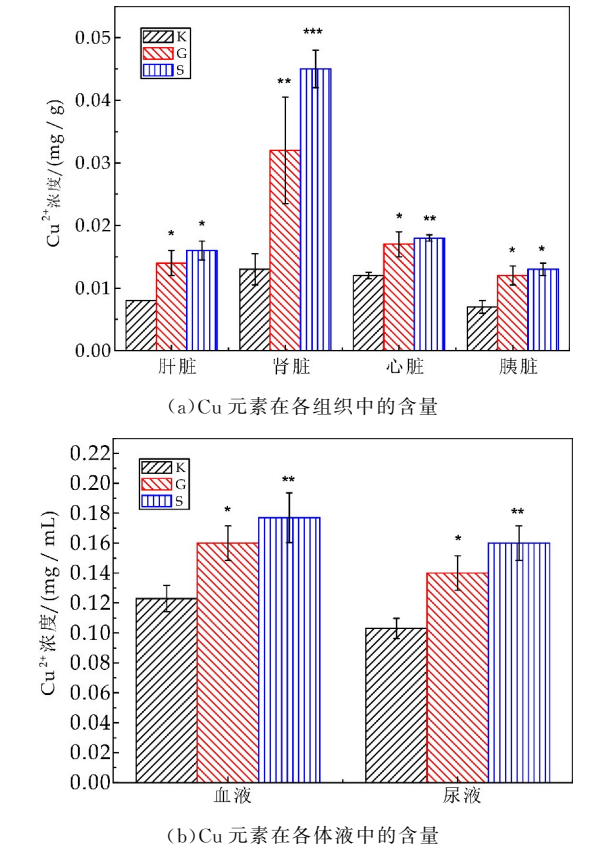 0.05
0.04
0.03
0.02
0.01
0.00
Cu²⁺浓度/(mg/g)
K
G
S
* *
** ***
* **
* *
肝脏 肾脏 心脏 胰脏
(a)Cu 元素在各组织中的含量
0.22
0.20
0.18
0.16
0.14
0.12
0.10
0.08
0.06
0.04
0.02
0.00
Cu²⁺浓度/(mg/mL)
K
G
S
* **
* **
血液 尿液
(b)Cu 元素在各体液中的含量